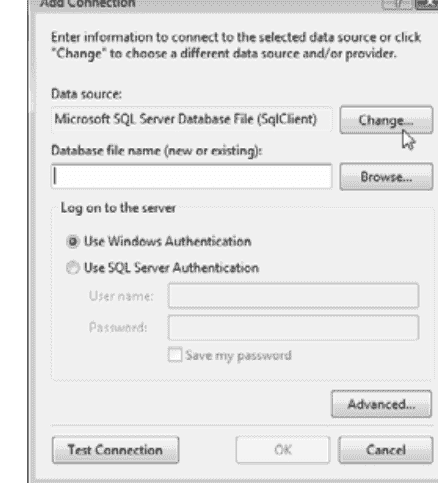 Add Connection
Enter information to connect to the selected data source or click
"Change" to choose a different data source and/or provider.
Data source:
Microsoft SQL Server Database File (SqlClient)
Change...
Database file name (new or existing):
Browse...
Log on to the server
Use Windows Authentication
Use SQL Server Authentication
User name:
Password:
Save my password
Advanced...
Test Connection
OK
Cancel